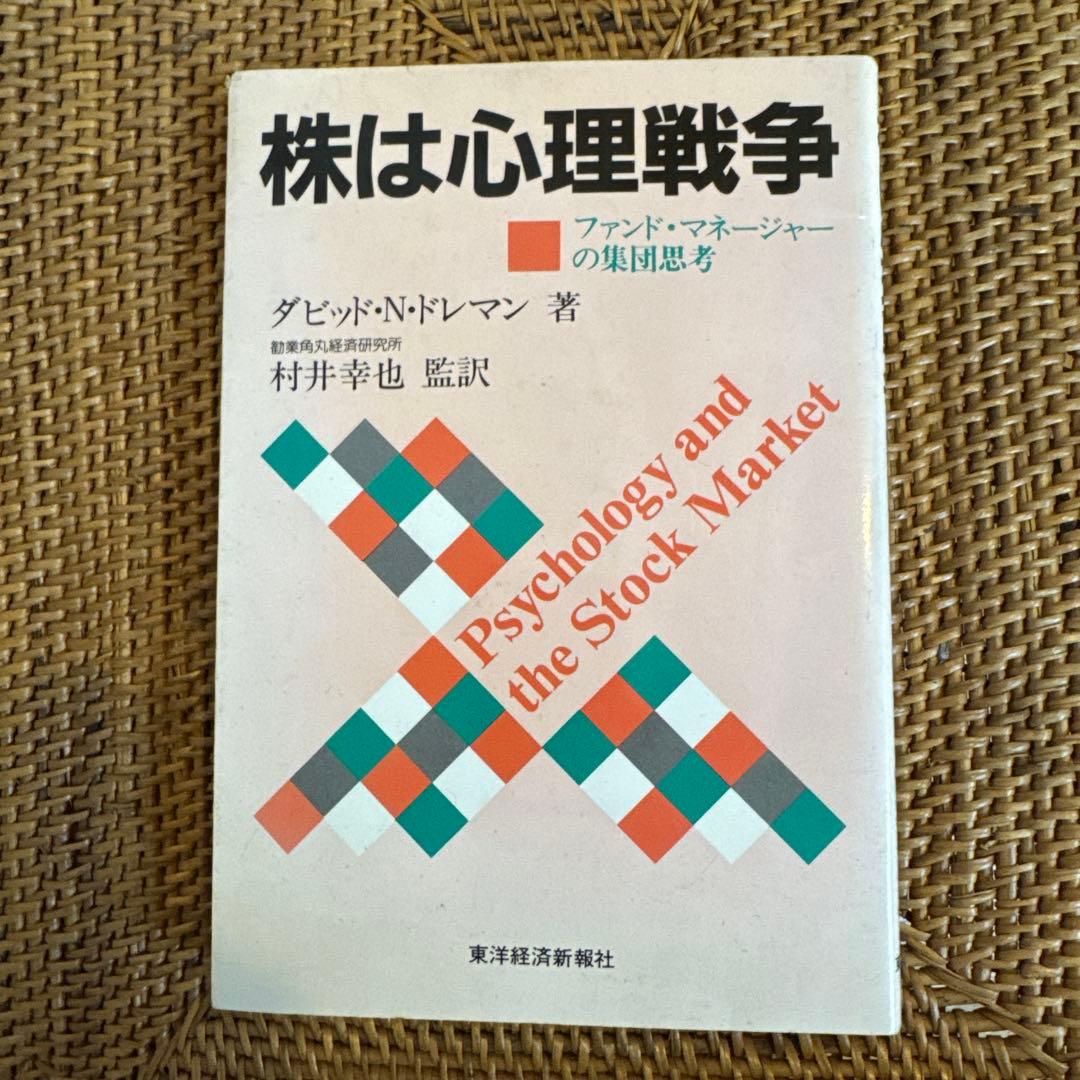 株は心理戦争
ファンド・マネージャー
の集団思考
ダビッド・N・ドレマン 著
勧業角丸経済研究所
村井幸也 監訳
Psychology and
the Stock Market
東洋経済新報社